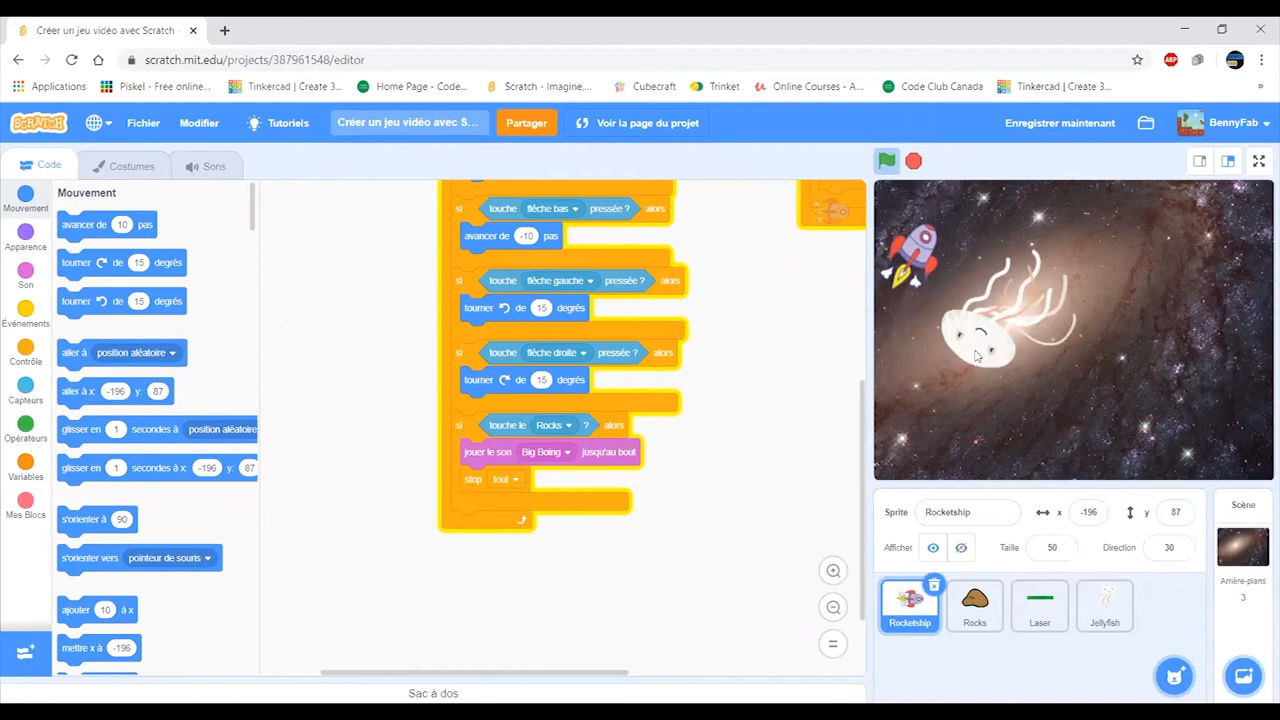 Créer un jeu vidéo avec Scratch -
scratch.mit.edu/projects/387961548/editor
ABP
Applications
Piskel - Free online...
Tinkercad | Create 3...
Home Page - Code...
Scratch - Imagine,...
Cubecraft
Trinket
Online Courses - A...
Code Club Canada
Tinkercad | Create 3...
»
SCRATCH
Fichier
Modifier
Tutoriels
Créer un jeu vidéo avec S...
Partager
Voir la page du projet
Enregistrer maintenant
BennyFab
Code
Costumes
Sons
Mouvement
Apparence
Son
Événements
Contrôle
Capteurs
Opérateurs
Variables
Mes Blocs
Mouvement
avancer de 10 pas
tourner de 15 degrés
tourner de 15 degrés
aller à position aléatoire
aller à x: -196 y: 87
glisser en 1 secondes à position aléatoire
glisser en 1 secondes à x: -196 y: 87
s'orienter à 90
s'orienter vers pointeur de souris
ajouter 10 à x
mettre x à -196
si touche flèche bas pressée ? alors
avancer de -10 pas
si touche flèche gauche pressée ? alors
tourner de 15 degrés
si touche flèche droite pressée ? alors
tourner de 15 degrés
si touche le Rocks ? alors
jouer le son Big Boing jusqu'au bout
stop tout
Sac à dos
Sprite Rocketship x -196 y 87
Afficher Taille 50 Direction 30
Rocketship
Rocks
Laser
Jellyfish
Scène
Arrière-plans
3